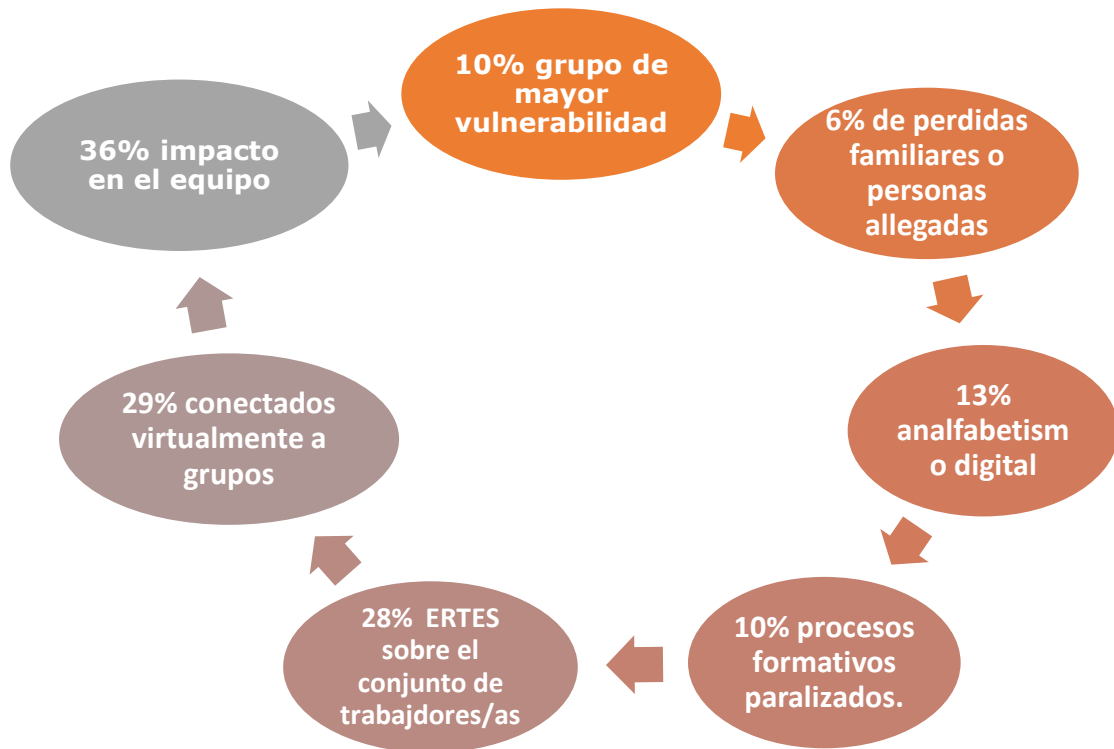 10% grupo de
mayor
vulnerabilidad
6% de perdidas
familiares o
personas
allegadas
13%
analfabetism
o digital
10% procesos
formativos
paralizados.
28% ERTES
sobre el
conjunto de
trabajdores/as
29% conectados
virtualmente a
grupos
36% impacto
en el equipo